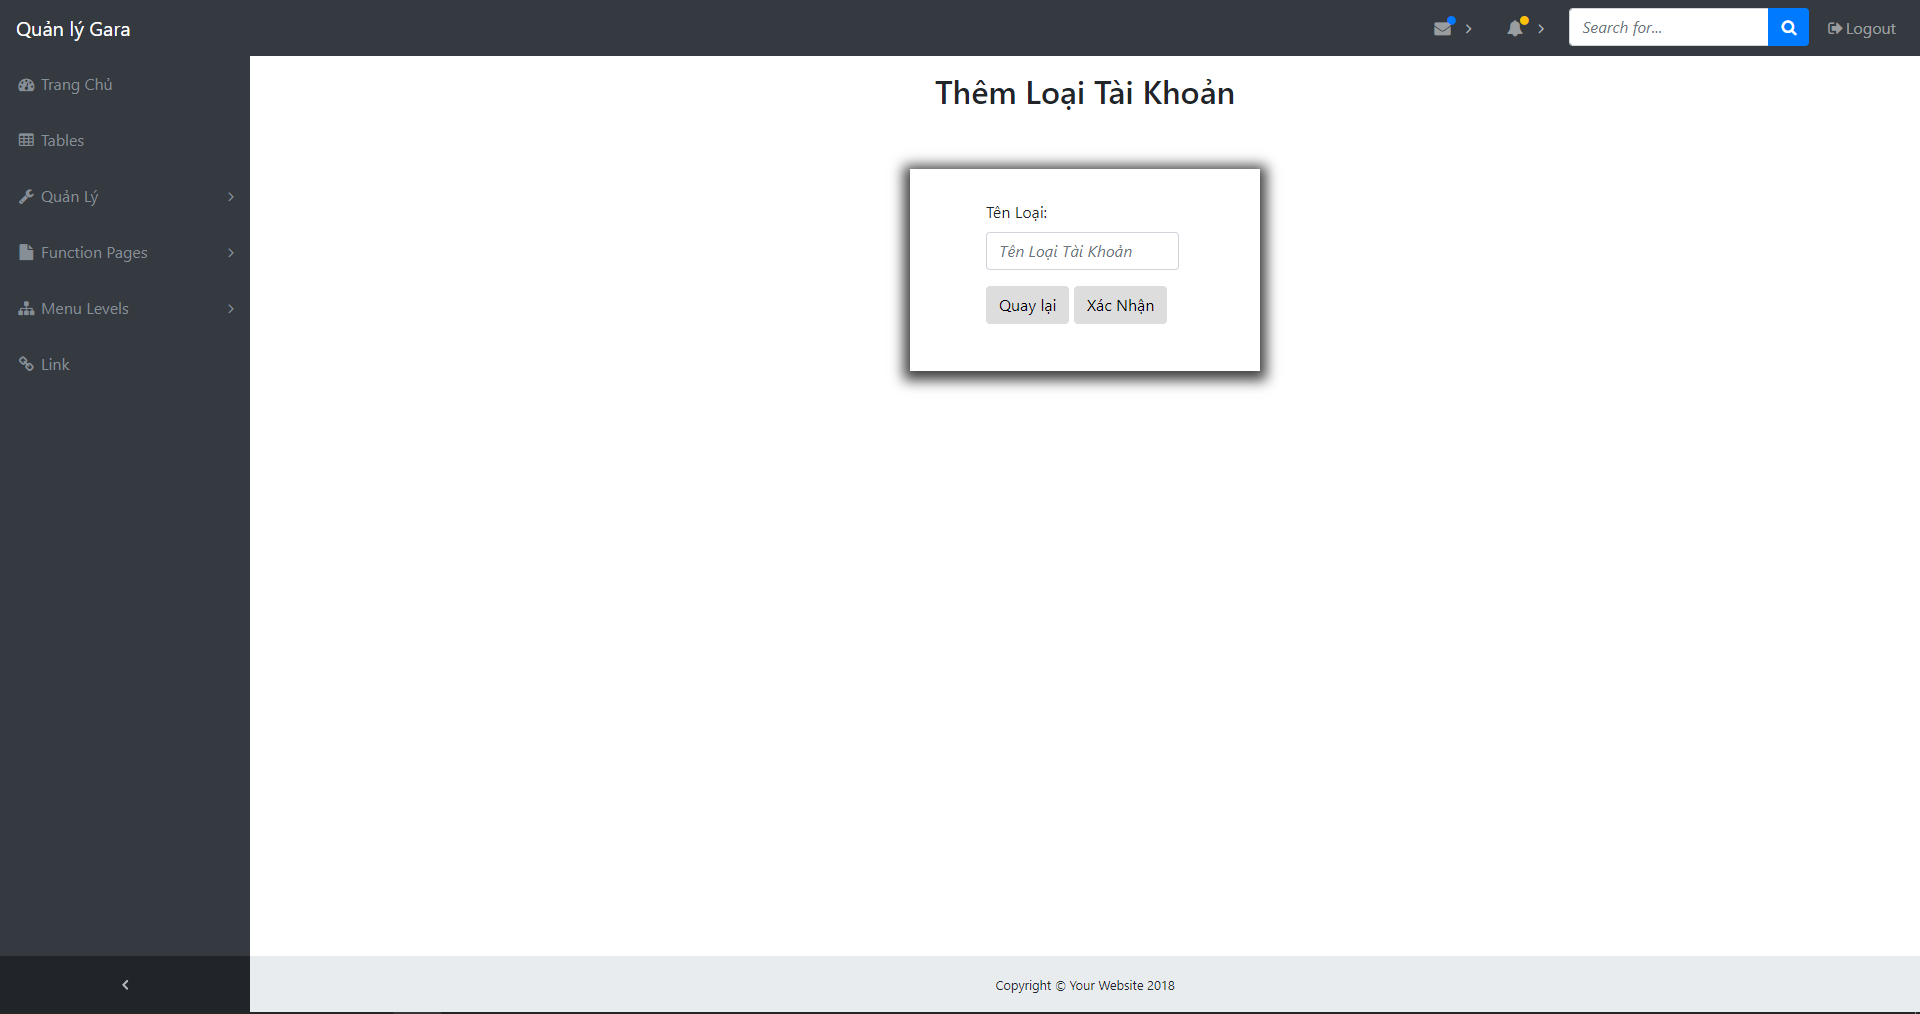 Quản lý Gara
Search for...
Logout
Trang Chủ
Tables
Quản Lý
Function Pages
Menu Levels
Link
Thêm Loại Tài Khoản
Tên Loại:
Tên Loại Tài Khoản
Quay lại
Xác Nhận
Copyright © Your Website 2018